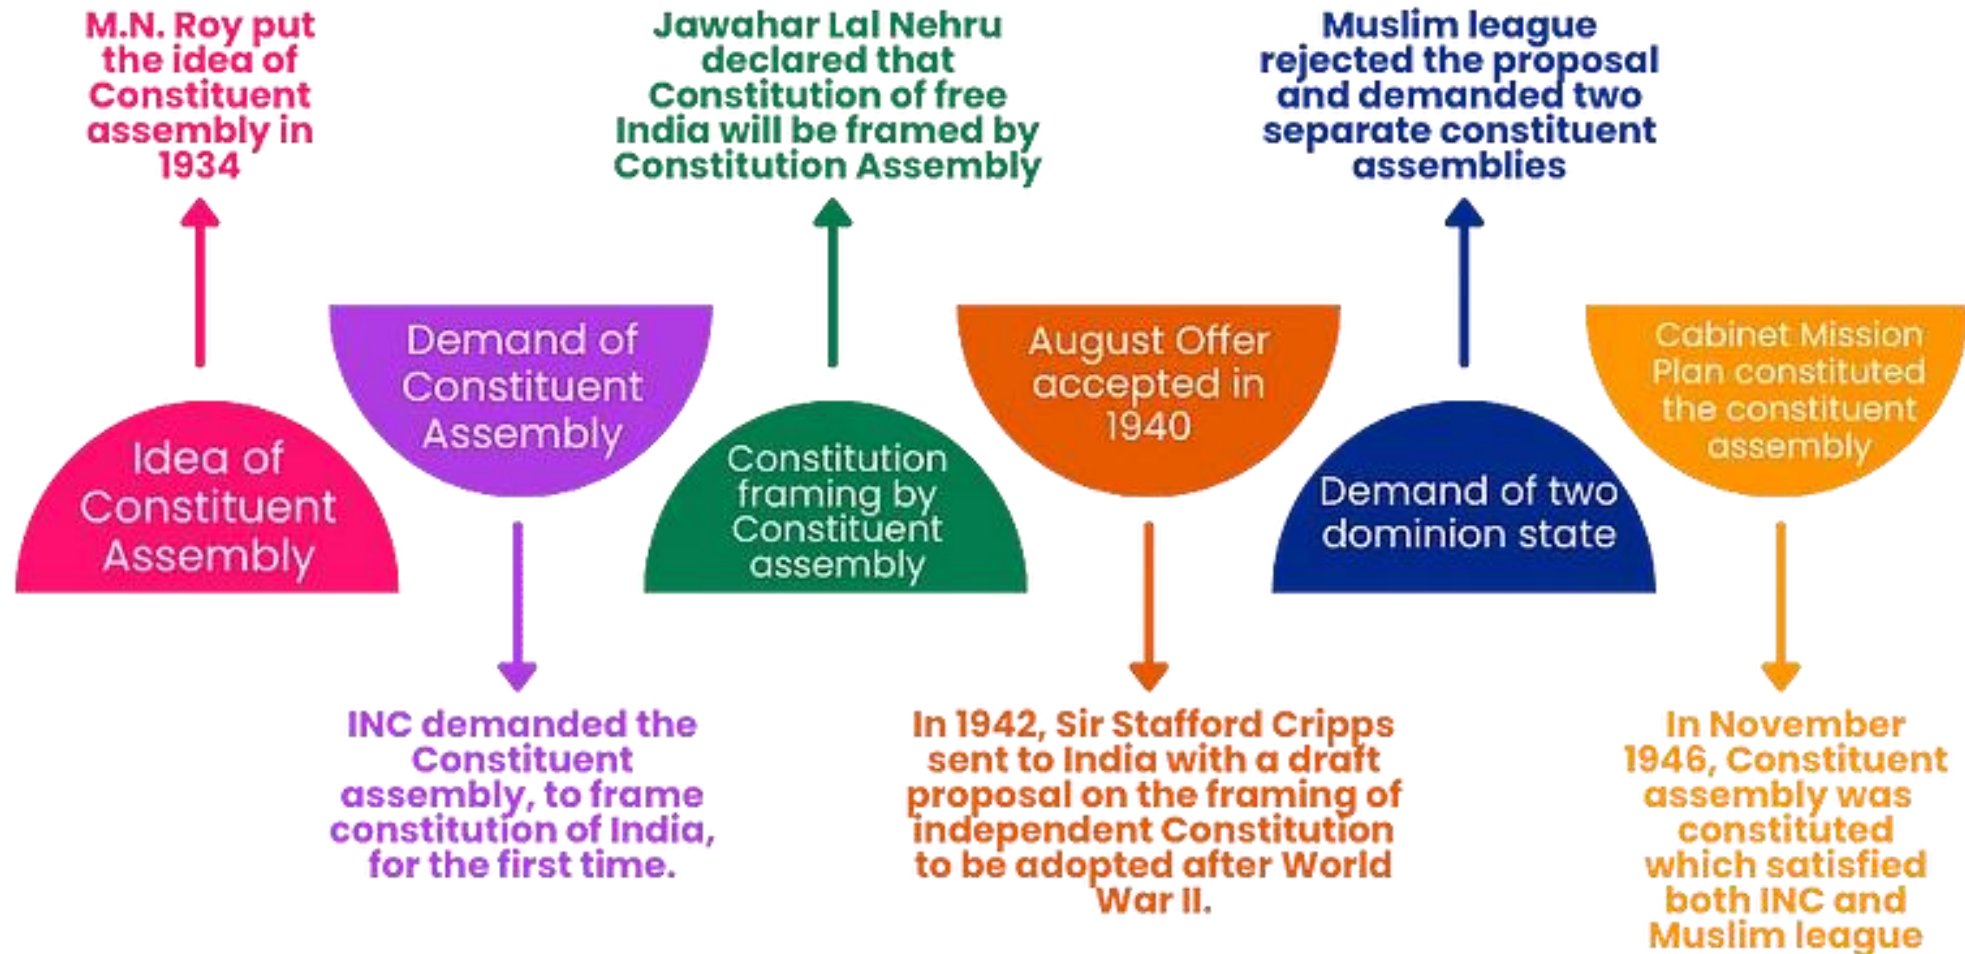 M.N. Roy put
the idea of
Constituent
assembly in
1934
Idea of
Constituent
Assembly
Demand of
Constituent
Assembly
INC demanded the
Constituent
assembly, to frame
constitution of India,
for the first time.
Jawahar Lal Nehru
declared that
Constitution of free
India will be framed by
Constitution Assembly
Constitution
framing by
Constituent
assembly
August Offer
accepted in
1940
In 1942, Sir Stafford Cripps
sent to India with a draft
proposal on the framing of
independent Constitution
to be adopted after World
War II.
Muslim league
rejected the proposal
and demanded two
separate constituent
assemblies
Demand of two
dominion state
Cabinet Mission
Plan constituted
the constituent
assembly
In November
1946, Constituent
assembly was
constituted
which satisfied
both INC and
Muslim league